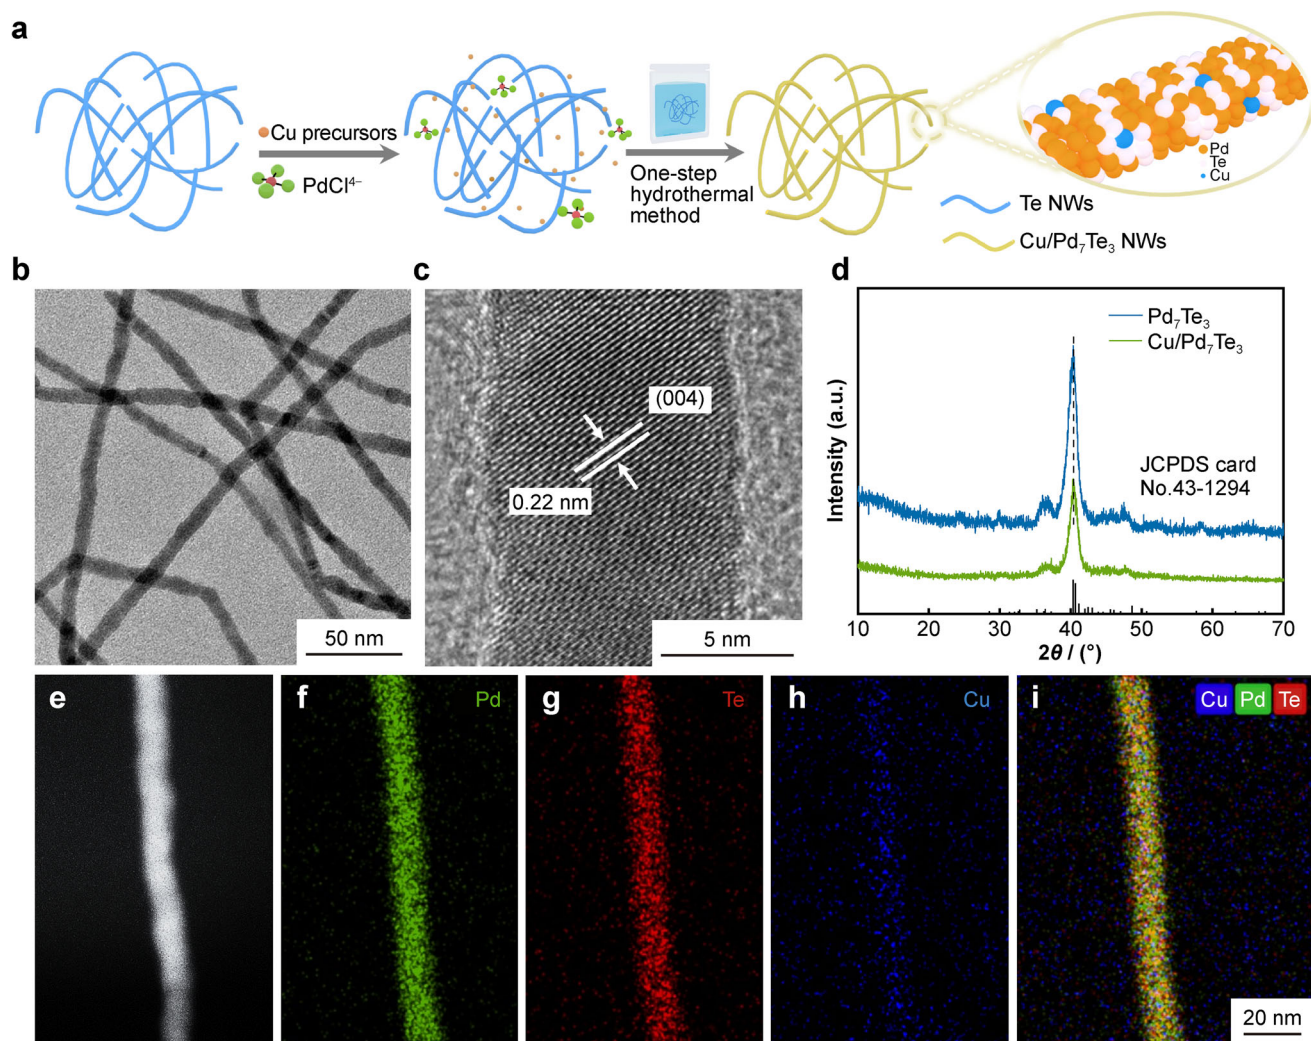 a
Cu precursors
PdCl⁴⁻
One-step
hydrothermal
method
Pd
Te
Cu
Te NWs
Cu/Pd₇Te₃ NWs
b
50 nm
c
(004)
0.22 nm
5 nm
d
Pd₇Te₃
Cu/Pd₇Te₃
JCPDS card
No.43-1294
Intensity (a.u.)
10 20 30 40 50 60 70
2θ / (°)
e
f Pd
g Te
h Cu
i Cu Pd Te
20 nm